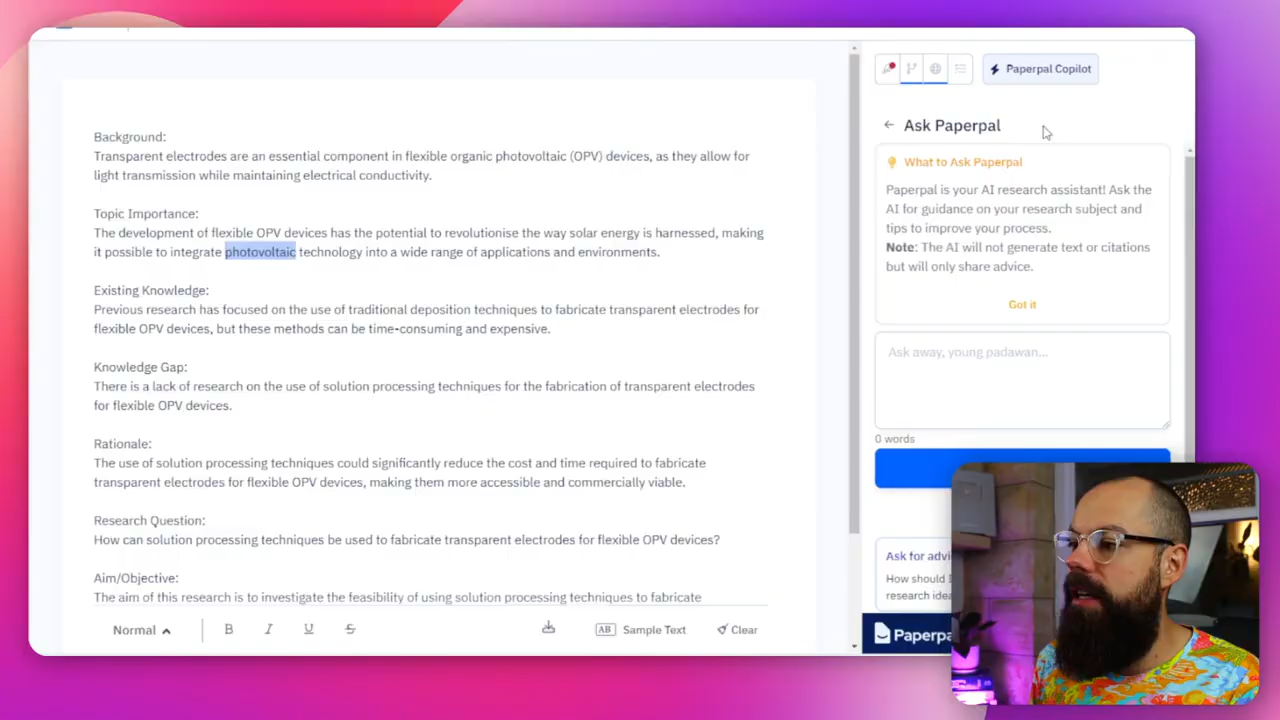 Background:
Transparent electrodes are an essential component in flexible organic photovoltaic (OPV) devices, as they allow for
light transmission while maintaining electrical conductivity.
Topic Importance:
The development of flexible OPV devices has the potential to revolutionise the way solar energy is harnessed, making
it possible to integrate photovoltaic technology into a wide range of applications and environments.
Existing Knowledge:
Previous research has focused on the use of traditional deposition techniques to fabricate transparent electrodes for
flexible OPV devices, but these methods can be time-consuming and expensive.
Knowledge Gap:
There is a lack of research on the use of solution processing techniques for the fabrication of transparent electrodes
for flexible OPV devices.
Rationale:
The use of solution processing techniques could significantly reduce the cost and time required to fabricate
transparent electrodes for flexible OPV devices, making them more accessible and commercially viable.
Research Question:
How can solution processing techniques be used to fabricate transparent electrodes for flexible OPV devices?
Aim/Objective:
The aim of this research is to investigate the feasibility of using solution processing techniques to fabricate
Normal
B I U S
AB Sample Text
Clear
Paperpal Copilot
Ask Paperpal
What to Ask Paperpal
Paperpal is your AI research assistant! Ask the
AI for guidance on your research subject and
tips to improve your process.
Note: The AI will not generate text or citations
but will only share advice.
Got it
Ask away, young padawan...
0 words
Ask for advi
How should I
research idea
Paperpa